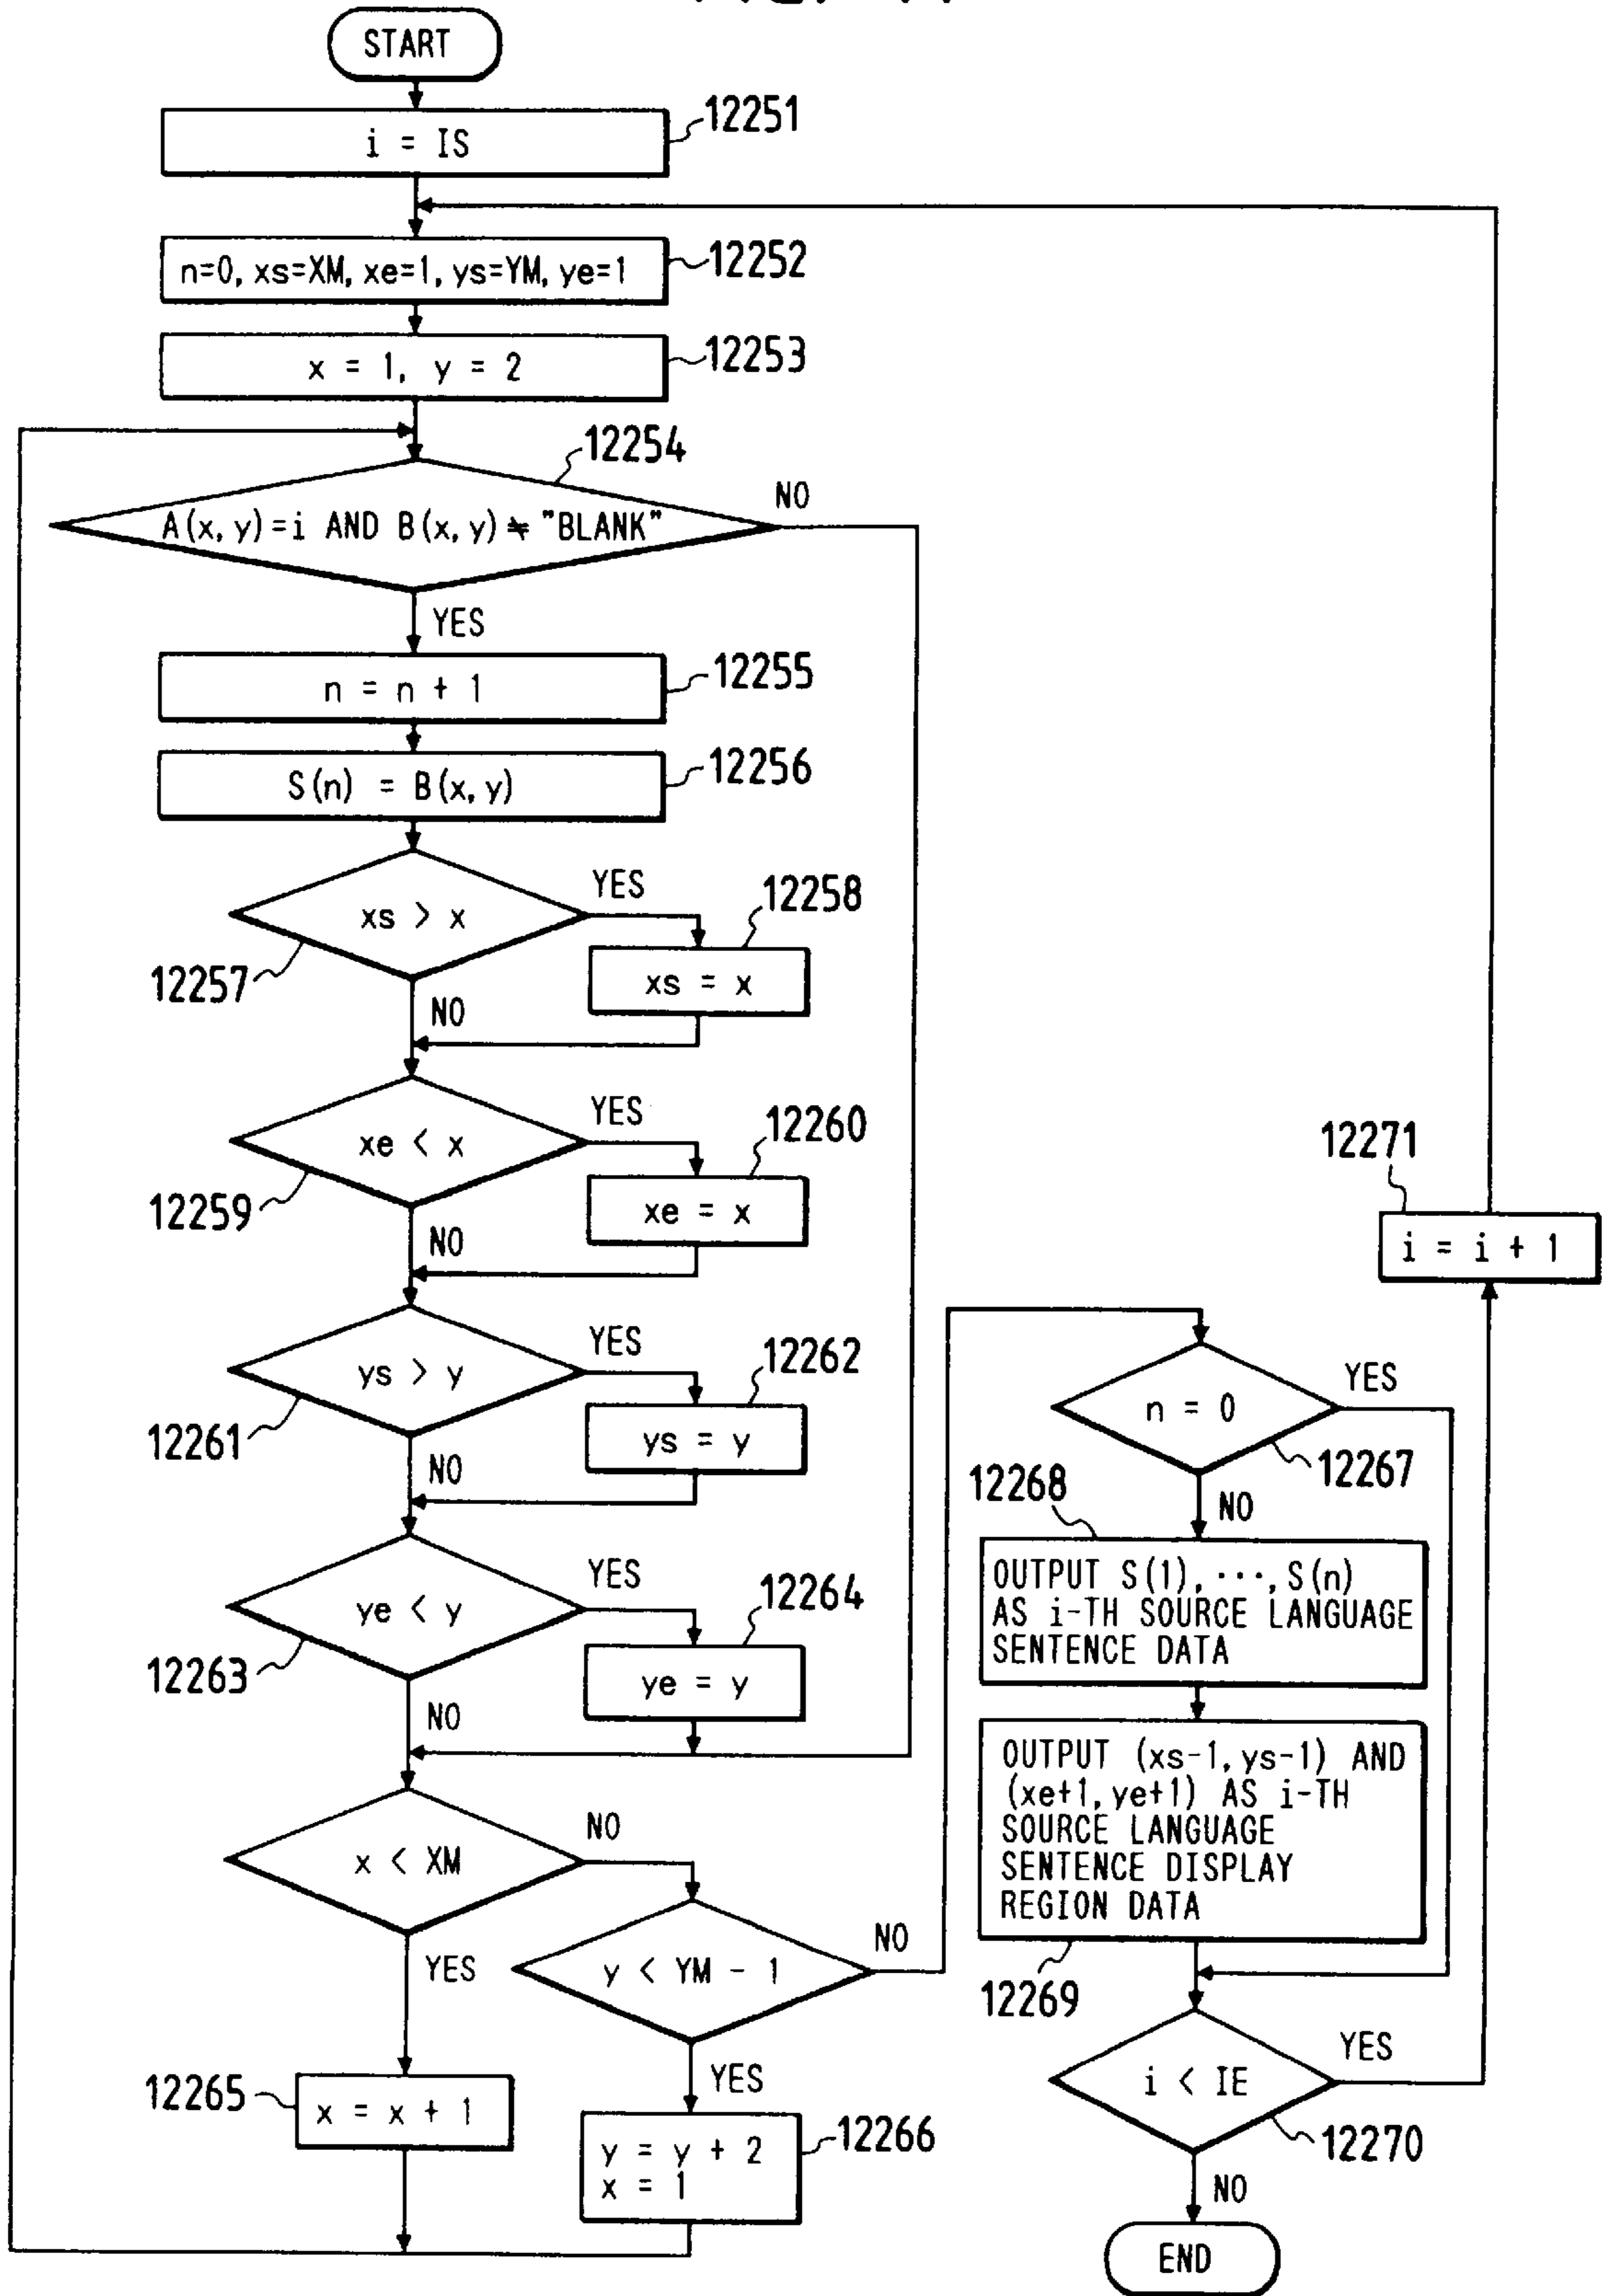 START
12251
i = IS
12252
n=0, xs=XM, xe=1, ys=YM, ye=1
12253
x = 1, y = 2
12254
NO
A(x, y)=i AND B(x, y)≠"BLANK"
YES
12255
n = n + 1
12256
S(n) = B(x, y)
YES
12258
xs > x
12257
xs = x
NO
YES
12260
xe < x
12259
xe = x
NO
12271
i = i + 1
YES
12262
ys > y
12261
ys = y
NO
YES
n = 0
12267
12268
NO
OUTPUT S(1), ···, S(n)
AS i-TH SOURCE LANGUAGE
SENTENCE DATA
YES
12264
ye < y
12263
ye = y
NO
OUTPUT (xs-1, ys-1) AND
(xe+1, ye+1) AS i-TH
SOURCE LANGUAGE
SENTENCE DISPLAY
REGION DATA
12269
NO
x < XM
YES
NO
y < YM - 1
YES
12265
x = x + 1
12266
y = y + 2
x = 1
YES
i < IE
12270
NO
END